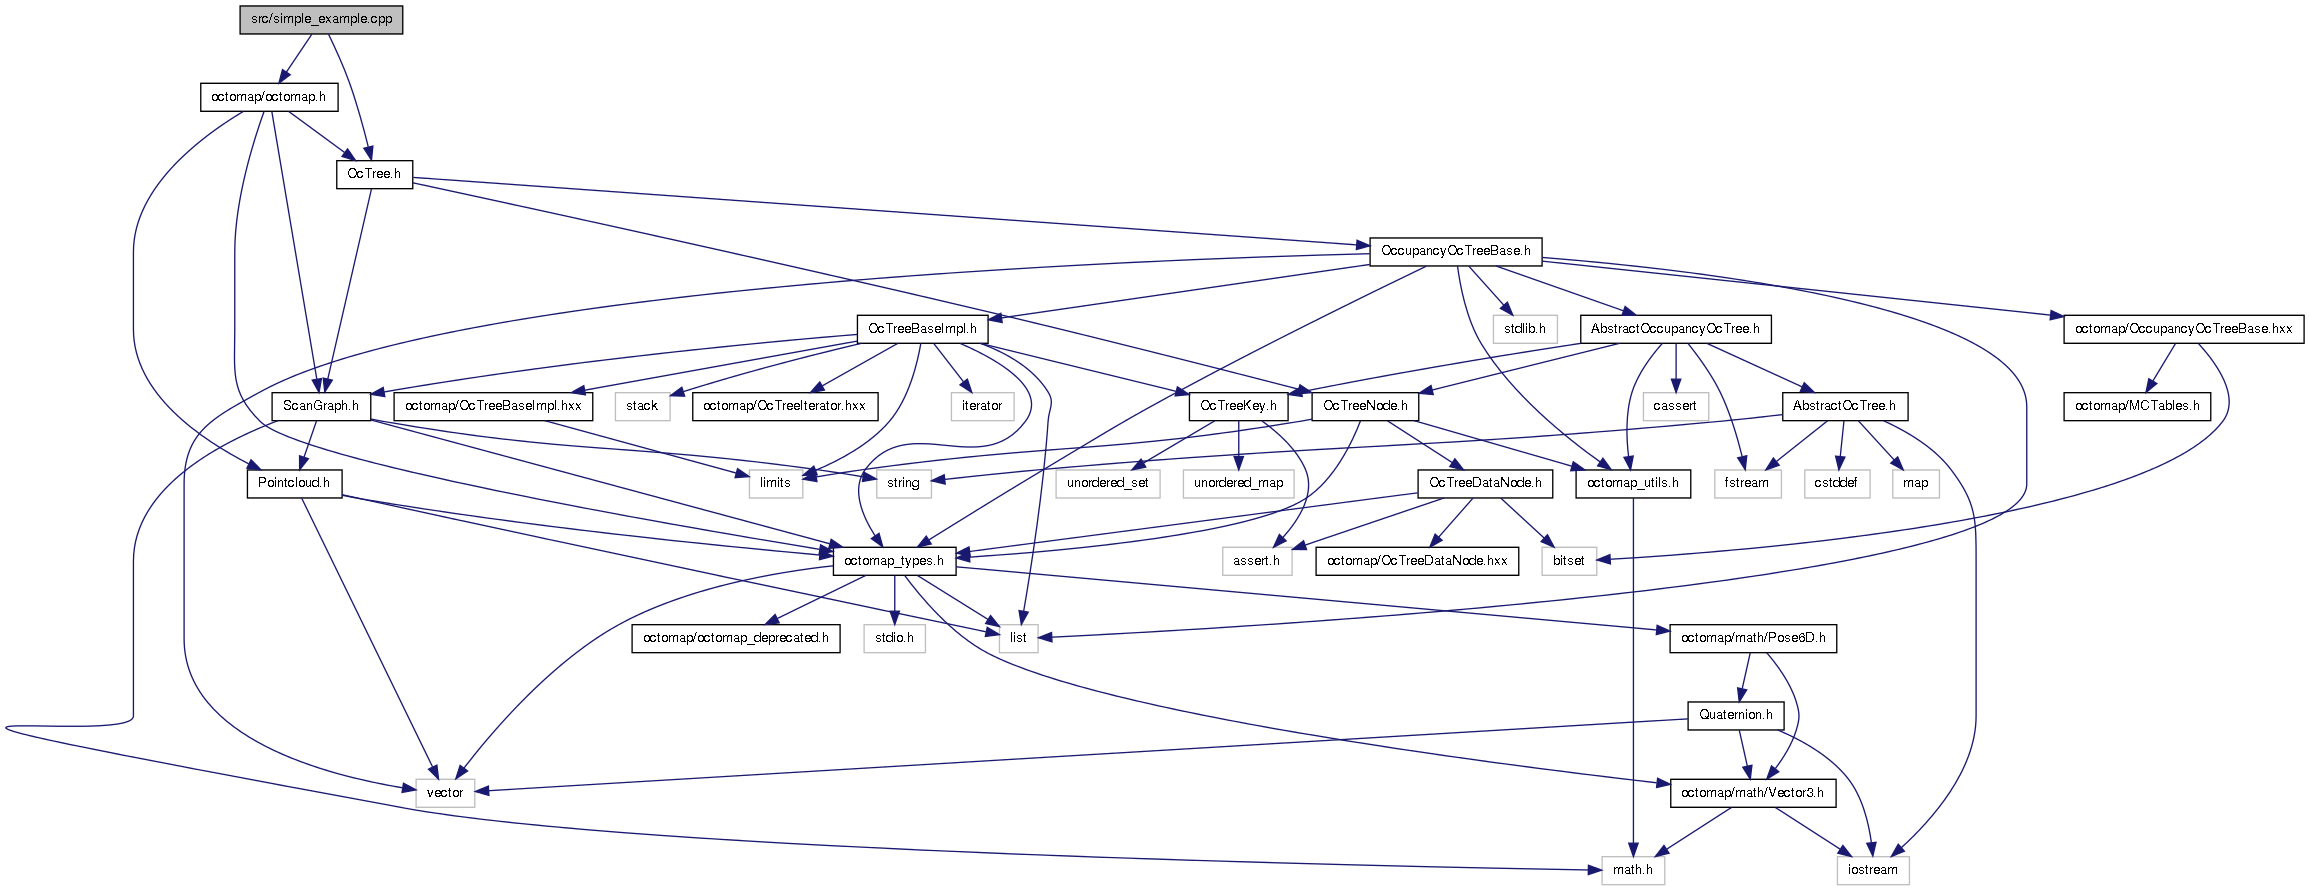 src/simple_example.cpp
octomap/octomap.h
OcTree.h
OccupancyOcTreeBase.h
OcTreeBaseImpl.h
stdlib.h
AbstractOccupancyOcTree.h
octomap/OccupancyOcTreeBase.hxx
ScanGraph.h
octomap/OcTreeBaseImpl.hxx
stack
octomap/OcTreeIterator.hxx
iterator
OcTreeKey.h
OcTreeNode.h
cassert
AbstractOcTree.h
octomap/MCTables.h
Pointcloud.h
limits
string
unordered_set
unordered_map
OcTreeDataNode.h
octomap_utils.h
fstream
cstddef
map
octomap_types.h
assert.h
octomap/OcTreeDataNode.hxx
bitset
octomap/octomap_deprecated.h
stdio.h
list
octomap/math/Pose6D.h
Quaternion.h
vector
octomap/math/Vector3.h
math.h
iostream